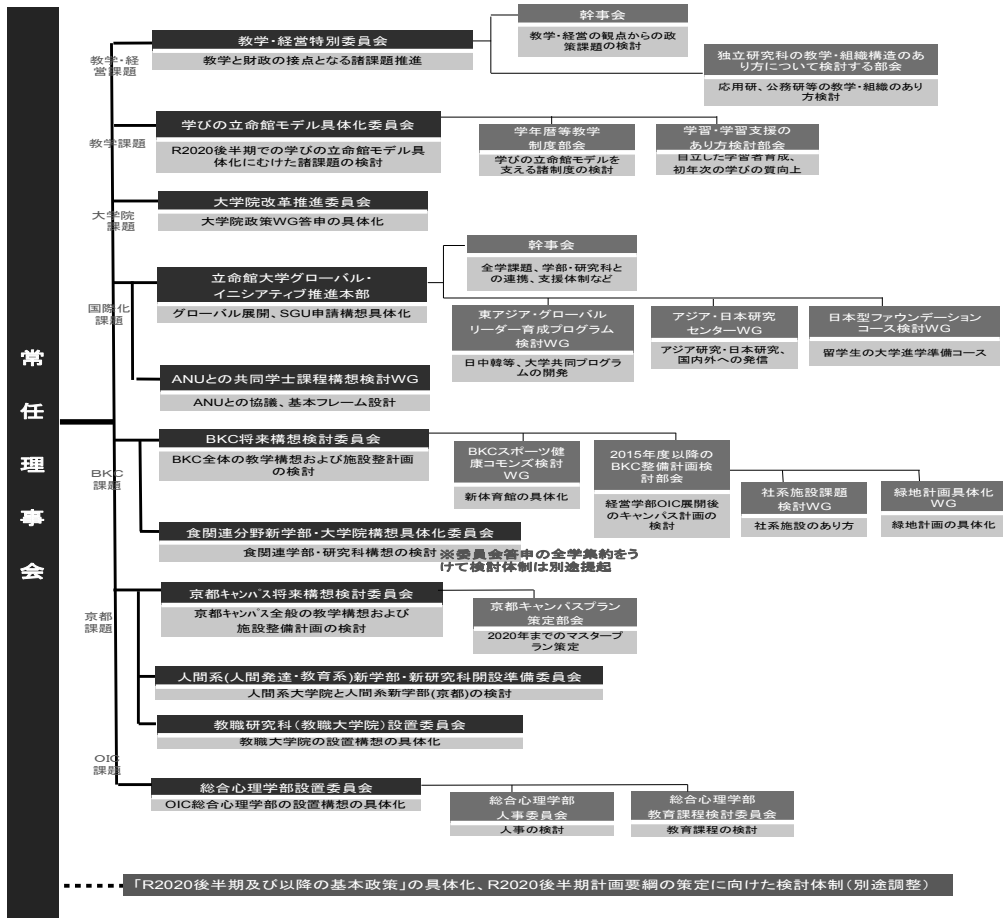 常任理事会
教学・経
営課題
教学・経営特別委員会
教学と財政の接点となる諸課題推進
幹事会
教学・経営の観点からの政
策課題の検討
独立研究科の教学・組織構造のあ
り方について検討する部会
応用研、公務研等の教学・組織のあり
方検討
教学課題
学びの立命館モデル具体化委員会
R2020後半期での学びの立命館モデル具
体化にむけた諸課題の検討
学年暦等教学
制度部会
学びの立命館モデルを
支える諸制度の検討
学習・学習支援の
あり方検討部会
自立した学習者育成、
初年次の学びの質向上
大学院
課題
大学院改革推進委員会
大学院政策WG答申の具体化
国際化
課題
立命館大学グローバル・
イニシアティブ推進本部
グローバル展開、SGU申請構想具体化
幹事会
全学課題、学部・研究科と
の連携、支援体制など
東アジア・グローバル
リーダー育成プログラム
検討WG
日中韓等、大学共同プログラ
ムの開発
アジア・日本研究
センターWG
アジア研究・日本研究、
国内外への発信
日本型ファウンデーション
コース検討WG
留学生の大学進学準備コース
ANUとの共同学士課程構想検討WG
ANUとの協議、基本フレーム設計
BKC
課題
BKC将来構想検討委員会
BKC全体の教学構想および施設整計画
の検討
BKCスポーツ健
康コモンズ検討
WG
新体育館の具体化
2015年度以降の
BKC整備計画検
討部会
経営学部OIC展開後
のキャンパス計画の
検討
社系施設課題
検討WG
社系施設のあり方
緑地計画具体化
WG
緑地計画の具体化
食関連分野新学部・大学院構想具体化委員会
食関連学部・研究科構想の検討
※委員会答申の全学集約をう
けて検討体制は別途提起
京都
課題
京都ｷｬﾝﾊﾟｽ将来構想検討委員会
京都ｷｬﾝﾊﾟｽ全般の教学構想および
施設整備計画の検討
京都キャンパスプラン
策定部会
2020年までのマスタープ
ラン策定
人間系(人間発達・教育系)新学部・新研究科開設準備委員会
人間系大学院と人間系新学部(京都)の検討
教職研究科(教職大学院)設置委員会
教職大学院の設置構想の具体化
OIC
課題
総合心理学部設置委員会
OIC総合心理学部の設置構想の具体化
総合心理学部
人事委員会
人事の検討
総合心理学部
教育課程検討委員会
教育課程の検討
「R2020後半期及び以降の基本政策」の具体化、R2020後半期計画要綱の策定に向けた検討体制(別途調整)